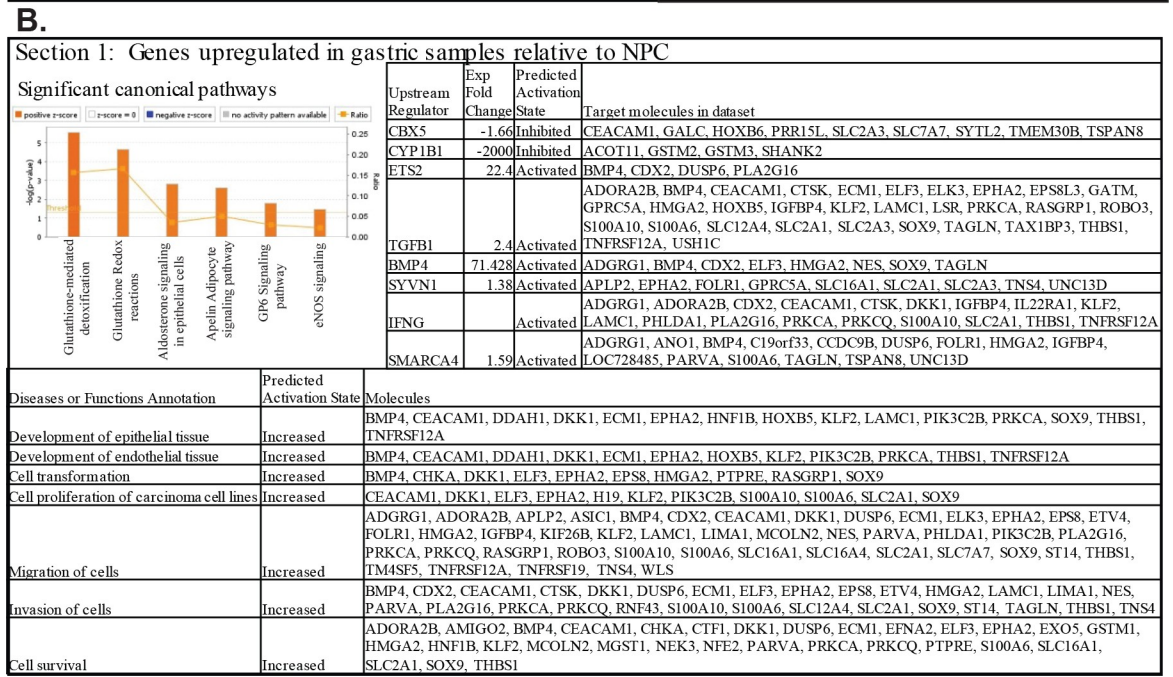 B.
Section 1:  Genes upregulated in gastric samples relative to NPC
Significant canonical pathways
positive z-score
z-score = 0
negative z-score
no activity pattern available
Ratio
-log(p-value)
5
4
3
2
1
0
Threshold
0.25
0.20
0.15
0.10
0.05
0.00
Ratio
Glutathione-mediated
detoxification
Glutathione Redox
reactions
Aldosterone signaling
in epithelial cells
Apelin Adipocyte
signaling pathway
GP6 Signaling
pathway
eNOS signaling
Upstream
Regulator
Exp
Fold
Change
Predicted
Activation
State
Target molecules in dataset
CBX5 -1.66 Inhibited CEACAM1, GALC, HOXB6, PRR15L, SLC2A3, SLC7A7, SYTL2, TMEM30B, TSPAN8
CYP1B1 -2000 Inhibited ACOT11, GSTM2, GSTM3, SHANK2
ETS2 22.4 Activated BMP4, CDX2, DUSP6, PLA2G16
ADORA2B, BMP4, CEACAM1, CTSK, ECM1, ELF3, ELK3, EPHA2, EPS8L3, GATM,
GPRC5A, HMGA2, HOXB5, IGFBP4, KLF2, LAMC1, LSR, PRKCA, RASGRP1, ROBO3,
S100A10, S100A6, SLC12A4, SLC2A1, SLC2A3, SOX9, TAGLN, TAX1BP3, THBS1,
TGFB1 2.4 Activated TNFRSF12A, USH1C
BMP4 71.428 Activated ADGRG1, BMP4, CDX2, ELF3, HMGA2, NES, SOX9, TAGLN
SYVN1 1.38 Activated APLP2, EPHA2, FOLR1, GPRC5A, SLC16A1, SLC2A1, SLC2A3, TNS4, UNC13D
ADGRG1, ADORA2B, CDX2, CEACAM1, CTSK, DKK1, IGFBP4, IL22RA1, KLF2,
IFNG Activated LAMC1, PHLDA1, PLA2G16, PRKCA, PRKCQ, S100A10, SLC2A1, THBS1, TNFRSF12A
ADGRG1, ANO1, BMP4, C19orf33, CCDC9B, DUSP6, FOLR1, HMGA2, IGFBP4,
SMARCA4 1.59 Activated LOC728485, PARVA, S100A6, TAGLN, TSPAN8, UNC13D
Diseases or Functions Annotation
Predicted
Activation State
Molecules
BMP4, CEACAM1, DDAH1, DKK1, ECM1, EPHA2, HNF1B, HOXB5, KLF2, LAMC1, PIK3C2B, PRKCA, SOX9, THBS1,
Development of epithelial tissue Increased TNFRSF12A
Development of endothelial tissue Increased BMP4, CEACAM1, DDAH1, DKK1, ECM1, EPHA2, HOXB5, KLF2, PIK3C2B, PRKCA, THBS1, TNFRSF12A
Cell transformation Increased BMP4, CHKA, DKK1, ELF3, EPHA2, EPS8, HMGA2, PTPRE, RASGRP1, SOX9
Cell proliferation of carcinoma cell lines Increased CEACAM1, DKK1, ELF3, EPHA2, H19, KLF2, PIK3C2B, S100A10, S100A6, SLC2A1, SOX9
ADGRG1, ADORA2B, APLP2, ASIC1, BMP4, CDX2, CEACAM1, DKK1, DUSP6, ECM1, ELK3, EPHA2, EPS8, ETV4,
FOLR1, HMGA2, IGFBP4, KIF26B, KLF2, LAMC1, LIMA1, MCOLN2, NES, PARVA, PHLDA1, PIK3C2B, PLA2G16,
PRKCA, PRKCQ, RASGRP1, ROBO3, S100A10, S100A6, SLC16A1, SLC16A4, SLC2A1, SLC7A7, SOX9, ST14, THBS1,
Migration of cells Increased TM4SF5, TNFRSF12A, TNFRSF19, TNS4, WLS
BMP4, CDX2, CEACAM1, CTSK, DKK1, DUSP6, ECM1, ELF3, EPHA2, EPS8, ETV4, HMGA2, LAMC1, LIMA1, NES,
Invasion of cells Increased PARVA, PLA2G16, PRKCA, PRKCQ, RNF43, S100A10, S100A6, SLC12A4, SLC2A1, SOX9, ST14, TAGLN, THBS1, TNS4
ADORA2B, AMIGO2, BMP4, CEACAM1, CHKA, CTF1, DKK1, DUSP6, ECM1, EFNA2, ELF3, EPHA2, EXO5, GSTM1,
HMGA2, HNF1B, KLF2, MCOLN2, MGST1, NEK3, NFE2, PARVA, PRKCA, PRKCQ, PTPRE, S100A6, SLC16A1,
Cell survival Increased SLC2A1, SOX9, THBS1